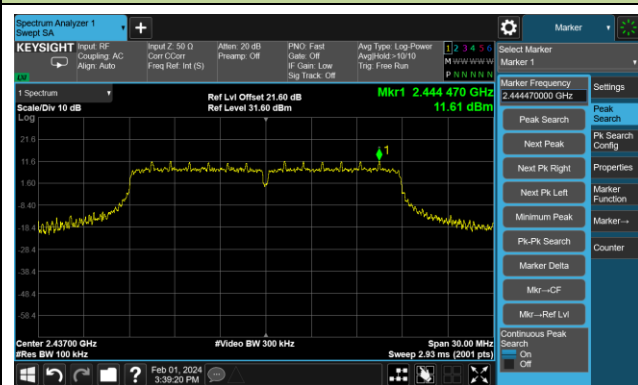 Spectrum Analyzer 1
Swept SA
Marker
KEYSIGHT
Input: RF
Coupling: AC
Align: Auto
Input Z: 50 Ω
Corr CCorr
Freq Ref: Int (S)
Atten: 20 dB
Preamp: Off
PNO: Fast
Gate: Off
IF Gain: Low
Sig Track: Off
Avg Type: Log-Power
Avg|Hold:>10/10
Trig: Free Run
1 2 3 4 5 6
M W W W W W
P N N N N N
Select Marker
Marker 1
LXI
1 Spectrum
Scale/Div 10 dB
Log
Ref Lvl Offset 21.60 dB
Ref Level 31.60 dBm
Mkr1 2.444 470 GHz
11.61 dBm
1
21.6
11.6
1.60
-8.40
-18.4
-28.4
-38.4
-48.4
-58.4
Center 2.43700 GHz
#Res BW 100 kHz
#Video BW 300 kHz
Span 30.00 MHz
Sweep 2.93 ms (2001 pts)
Marker Frequency
2.444470000 GHz
Peak Search
Next Peak
Next Pk Right
Next Pk Left
Minimum Peak
Pk-Pk Search
Marker Delta
Mkr→CF
Mkr→Ref Lvl
Continuous Peak
Search
On
Off
Settings
Peak
Search
Pk Search
Config
Properties
Marker
Function
Marker→
Counter
Feb 01, 2024
3:39:20 PM